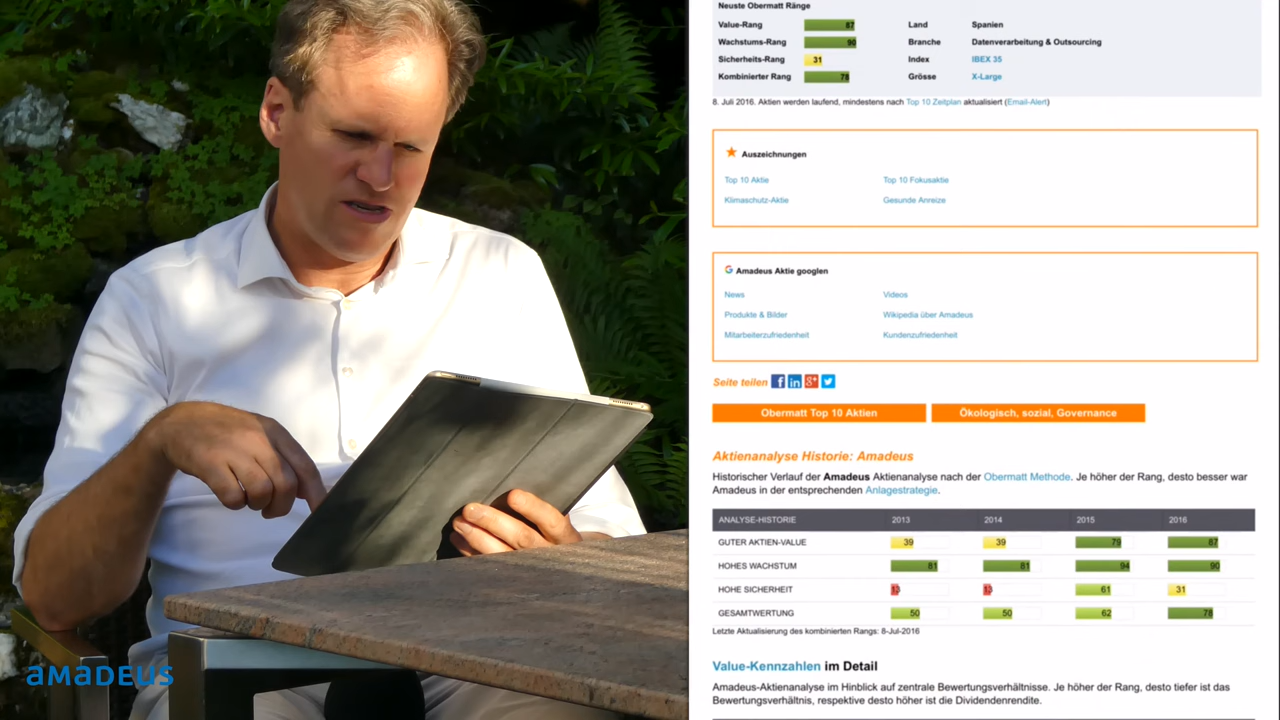 amadeus
Neuste Obermatt Ränge
Value-Rang 87 Land Spanien
Wachstums-Rang 90 Branche Datenverarbeitung & Outsourcing
Sicherheits-Rang 31 Index IBEX 35
Kombinierter Rang 78 Grösse X-Large
8. Juli 2016. Aktien werden laufend, mindestens nach Top 10 Zeitplan aktualisiert (Email-Alert)
Auszeichnungen
Top 10 Aktie Top 10 Fokusaktie
Klimaschutz-Aktie Gesunde Anreize
Amadeus Aktie googlen
News Videos
Produkte & Bilder Wikipedia über Amadeus
Mitarbeiterzufriedenheit Kundenzufriedenheit
Seite teilen
Obermatt Top 10 Aktien Ökologisch, sozial, Governance
Aktienanalyse Historie: Amadeus
Historischer Verlauf der Amadeus Aktienanalyse nach der Obermatt Methode. Je höher der Rang, desto besser war
Amadeus in der entsprechenden Anlagestrategie.
ANALYSE-HISTORIE 2013 2014 2015 2016
GUTER AKTIEN-VALUE 39 39 79 87
HOHES WACHSTUM 81 81 94 90
HOHE SICHERHEIT 13 13 61 31
GESAMTWERTUNG 50 50 62 78
Letzte Aktualisierung des kombinierten Rangs: 8-Jul-2016
Value-Kennzahlen im Detail
Amadeus-Aktienanalyse im Hinblick auf zentrale Bewertungsverhältnisse. Je höher der Rang, desto tiefer ist das
Bewertungsverhältnis, respektive desto höher ist die Dividendenrendite.